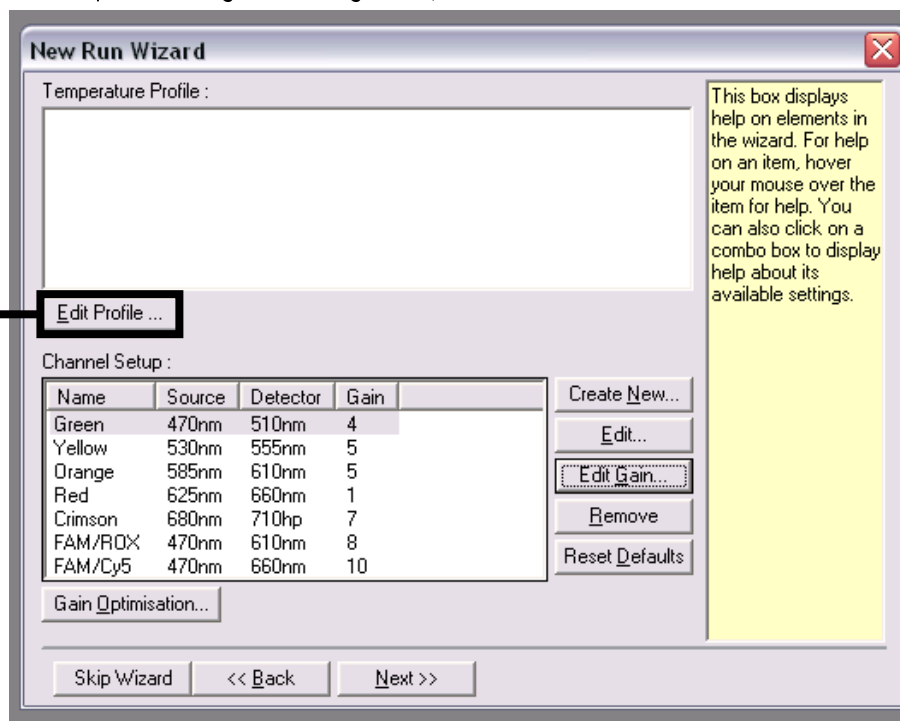 New Run Wizard
Temperature Profile :
This box displays
help on elements in
the wizard. For help
on an item, hover
your mouse over the
item for help. You
can also click on a
combo box to display
help about its
available settings.
Edit Profile ...
Channel Setup :
Name Source Detector Gain
Green 470nm 510nm 4
Yellow 530nm 555nm 5
Orange 585nm 610nm 5
Red 625nm 660nm 1
Crimson 680nm 710hp 7
FAM/ROX 470nm 610nm 8
FAM/Cy5 470nm 660nm 10
Create New...
Edit...
Edit Gain...
Remove
Reset Defaults
Gain Optimisation...
Skip Wizard
<< Back
Next >>